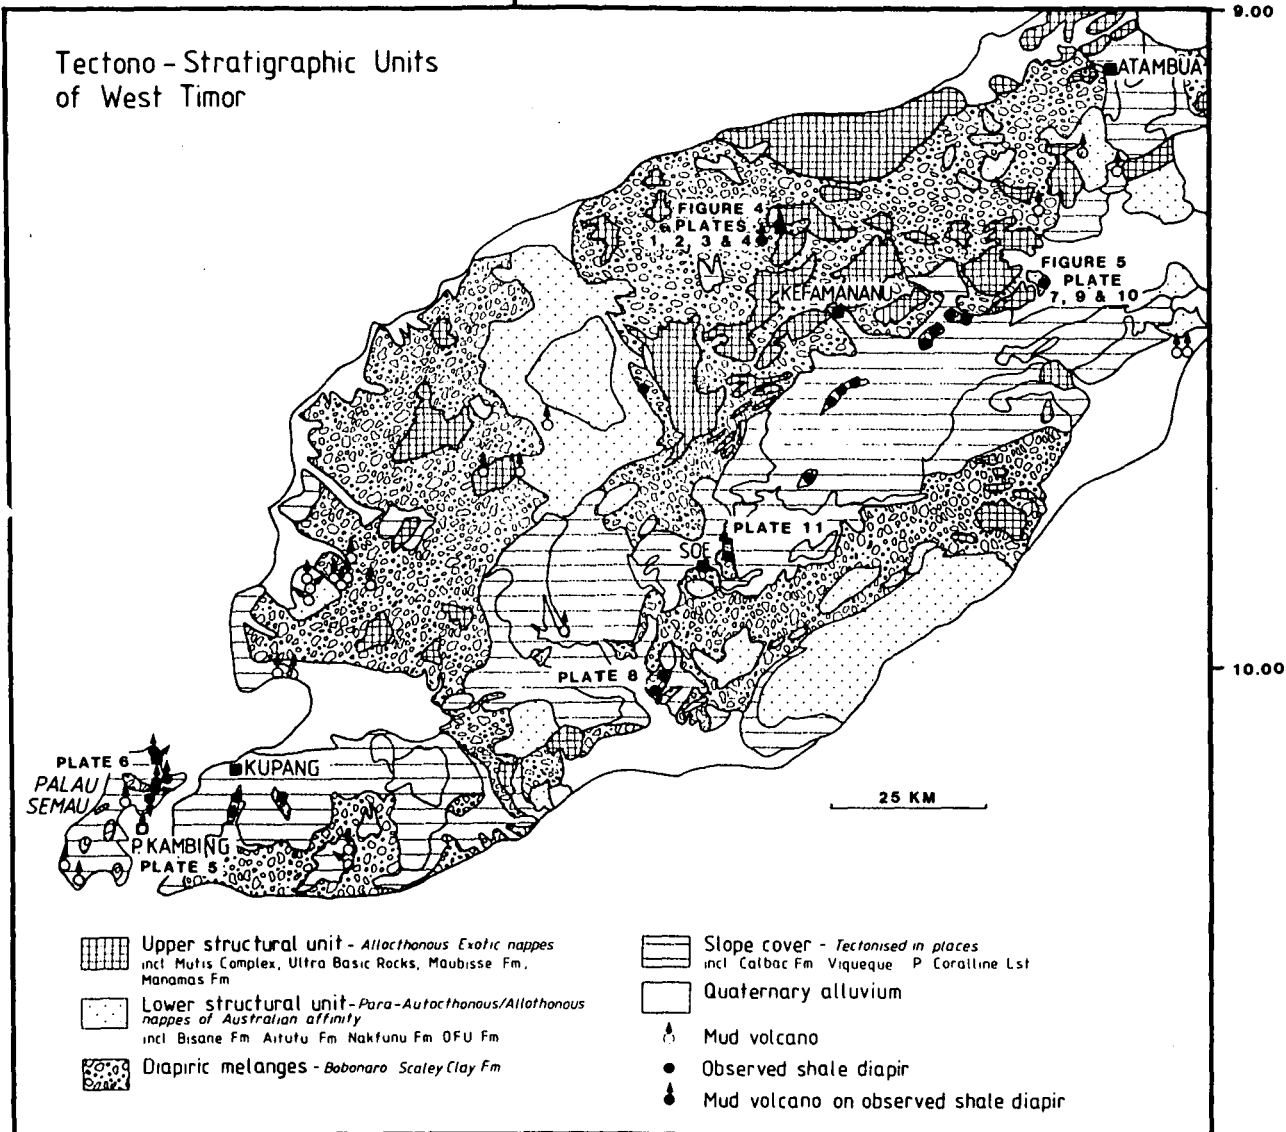 9.00
Tectono-Stratigraphic Units
of West Timor
ATAMBUA
FIGURE 4
PLATES
1, 2, 3 & 4
FIGURE 5
PLATE
7, 9 & 10
KEFAMANANU
PLATE 11
SOE
10.00
PLATE 8
PLATE 6
PALAU
SEMAU
KUPANG
25 KM
P. KAMBING
PLATE 5
Upper structural unit - Allocthonous Exotic nappes
incl Mutis Complex, Ultra Basic Rocks, Maubisse Fm,
Manamas Fm
Lower structural unit - Para-Autocthonous/Allothonous
nappes of Australian affinity
incl Bisane Fm Aitutu Fm Nakfunu Fm OFU Fm
Diapiric melanges - Bobonaro Scaley Clay Fm
Slope cover - Tectonised in places
incl Calbac Fm Viqueque P Coralline Lst
Quaternary alluvium
Mud volcano
Observed shale diapir
Mud volcano on observed shale diapir